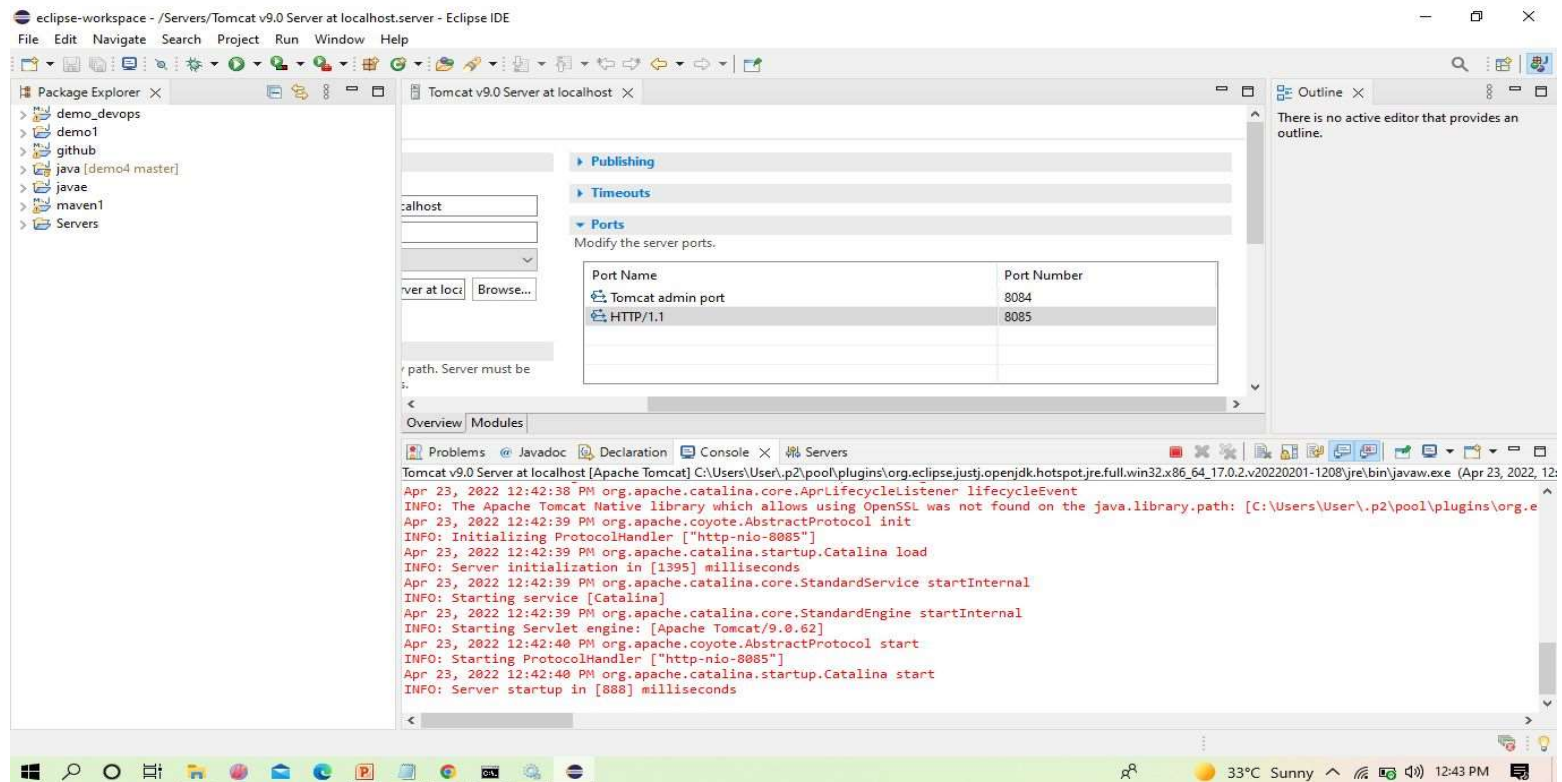 eclipse-workspace - /Servers/Tomcat v9.0 Server at localhost.server - Eclipse IDE
File Edit Navigate Search Project Run Window Help
Package Explorer
demo_devops
demo1
github
java [demo4 master]
javae
maven1
Servers
Tomcat v9.0 Server at localhost
Publishing
Timeouts
calhost
Ports
Modify the server ports.
Port Name Port Number
rver at loca Browse...
Tomcat admin port 8084
HTTP/1.1 8085
path. Server must be
s.
Overview Modules
Outline
There is no active editor that provides an
outline.
Problems @ Javadoc Declaration Console Servers
Tomcat v9.0 Server at localhost [Apache Tomcat] C:\Users\User\.p2\pool\plugins\org.eclipse.justj.openjdk.hotspot.jre.full.win32.x86_64_17.0.2.v20220201-1208\jre\bin\javaw.exe (Apr 23, 2022, 12:
Apr 23, 2022 12:42:38 PM org.apache.catalina.core.AprLifecycleListener lifecycleEvent
INFO: The Apache Tomcat Native library which allows using OpenSSL was not found on the java.library.path: [C:\Users\User\.p2\pool\plugins\org.e
Apr 23, 2022 12:42:39 PM org.apache.coyote.AbstractProtocol init
INFO: Initializing ProtocolHandler ["http-nio-8085"]
Apr 23, 2022 12:42:39 PM org.apache.catalina.startup.Catalina load
INFO: Server initialization in [1395] milliseconds
Apr 23, 2022 12:42:39 PM org.apache.catalina.core.StandardService startInternal
INFO: Starting service [Catalina]
Apr 23, 2022 12:42:39 PM org.apache.catalina.core.StandardEngine startInternal
INFO: Starting Servlet engine: [Apache Tomcat/9.0.62]
Apr 23, 2022 12:42:40 PM org.apache.coyote.AbstractProtocol start
INFO: Starting ProtocolHandler ["http-nio-8085"]
Apr 23, 2022 12:42:40 PM org.apache.catalina.startup.Catalina start
INFO: Server startup in [888] milliseconds
33°C Sunny 12:43 PM